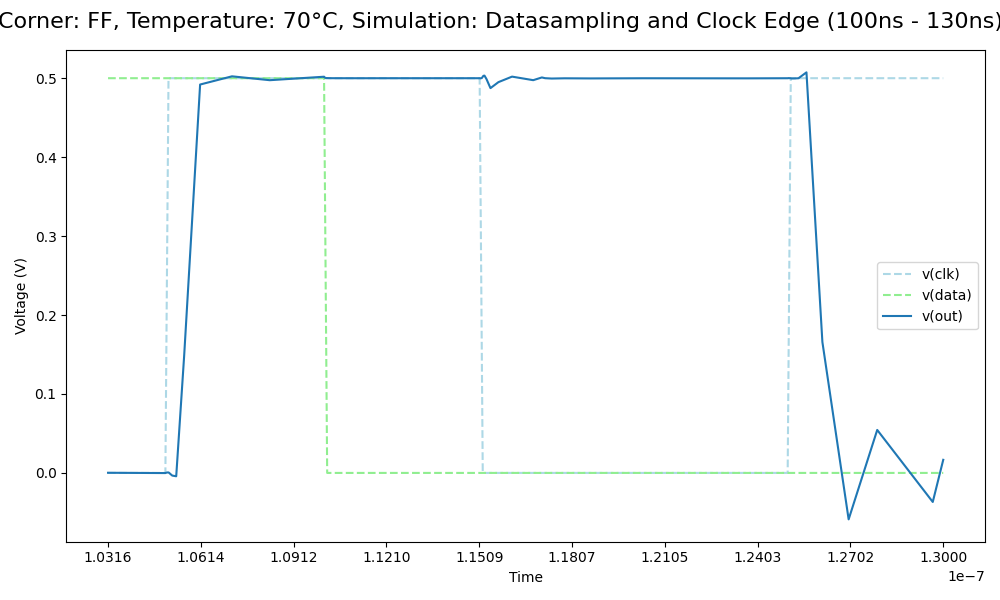 Corner: FF, Temperature: 70°C, Simulation: Datasampling and Clock Edge (100ns - 130ns)
Voltage (V)
0.5
0.4
0.3
0.2
0.1
0.0
v(clk)
v(data)
v(out)
1.0316 1.0614 1.0912 1.1210 1.1509 1.1807 1.2105 1.2403 1.2702 1.3000
1e−7
Time